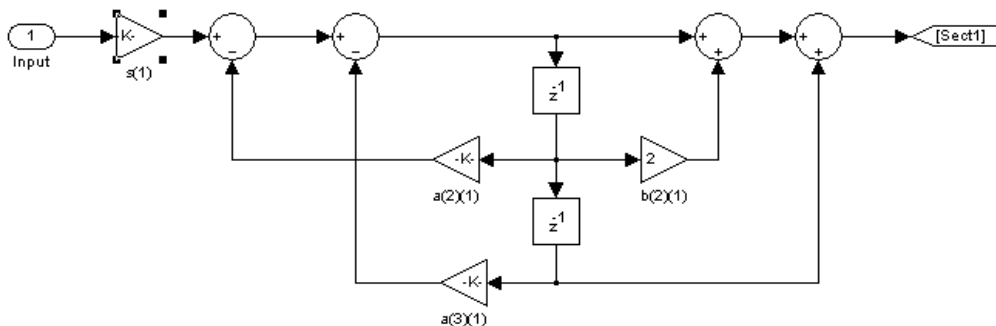 1
Input
K-
s(1)
+
−
+
−
+
+
+
+
[Sect1]
z-1
-K-
a(2)(1)
2
b(2)(1)
z-1
-K-
a(3)(1)